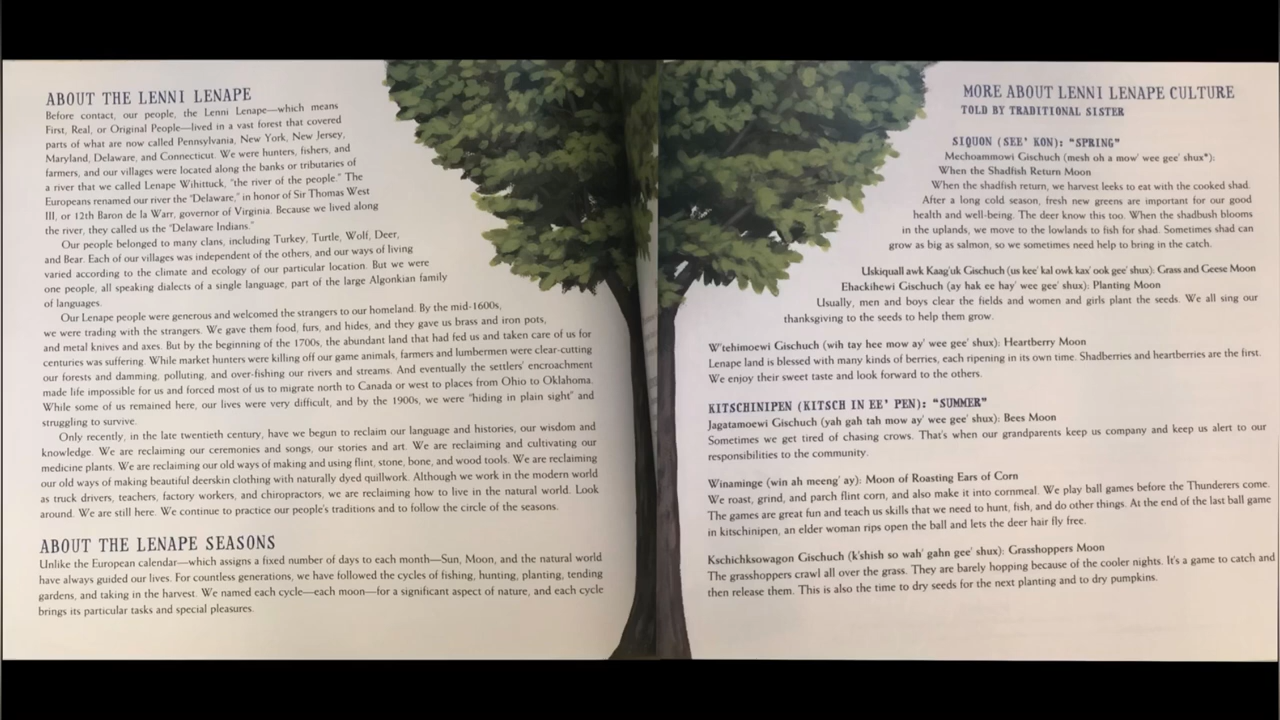 ABOUT THE LENNI LENAPE
Before contact, our people, the Lenni Lenape—which means
First, Real, or Original People—lived in a vast forest that covered
parts of what are now called Pennsylvania, New York, New Jersey,
Maryland, Delaware, and Connecticut. We were hunters, fishers, and
farmers, and our villages were located along the banks or tributaries of
a river that we called Lenape Wihittuck, "the river of the people." The
Europeans renamed our river the "Delaware," in honor of Sir Thomas West
III, or 12th Baron de la Warr, governor of Virginia. Because we lived along
the river, they called us the "Delaware Indians."
Our people belonged to many clans, including Turkey, Turtle, Wolf, Deer,
and Bear. Each of our villages was independent of the others, and our ways of living
varied according to the climate and ecology of our particular location. But we were
one people, all speaking dialects of a single language, part of the large Algonkian family
of languages.
Our Lenape people were generous and welcomed the strangers to our homeland. By the mid-1600s,
we were trading with the strangers. We gave them food, furs, and hides, and they gave us brass and iron pots,
and metal knives and axes. But by the beginning of the 1700s, the abundant land that had fed us and taken care of us for
centuries was suffering. While market hunters were killing off our game animals, farmers and lumbermen were clear-cutting
our forests and damming, polluting, and over-fishing our rivers and streams. And eventually the settlers' encroachment
made life impossible for us and forced most of us to migrate north to Canada or west to places from Ohio to Oklahoma.
While some of us remained here, our lives were very difficult, and by the 1900s, we were "hiding in plain sight" and
struggling to survive.
Only recently, in the late twentieth century, have we begun to reclaim our language and histories, our wisdom and
knowledge. We are reclaiming our ceremonies and songs, our stories and art. We are reclaiming and cultivating our
medicine plants. We are reclaiming our old ways of making and using flint, stone, bone, and wood tools. We are reclaiming
our old ways of making beautiful deerskin clothing with naturally dyed quillwork. Although we work in the modern world
as truck drivers, teachers, factory workers, and chiropractors, we are reclaiming how to live in the natural world. Look
around. We are still here. We continue to practice our people's traditions and to follow the circle of the seasons.
ABOUT THE LENAPE SEASONS
Unlike the European calendar—which assigns a fixed number of days to each month—Sun, Moon, and the natural world
have always guided our lives. For countless generations, we have followed the cycles of fishing, hunting, planting, tending
gardens, and taking in the harvest. We named each cycle—each moon—for a significant aspect of nature, and each cycle
brings its particular tasks and special pleasures.
MORE ABOUT LENNI LENAPE CULTURE
TOLD BY TRADITIONAL SISTER
SIQUON (SEE' KON): "SPRING"
Mechoammowi Gischuch (mesh oh a mow' wee gee' shux*):
When the Shadfish Return Moon
When the shadfish return, we harvest leeks to eat with the cooked shad.
After a long cold season, fresh new greens are important for our good
health and well-being. The deer know this too. When the shadbush blooms
in the uplands, we move to the lowlands to fish for shad. Sometimes shad can
grow as big as salmon, so we sometimes need help to bring in the catch.
Uskiquall awk Kaag'uk Gischuch (us kee' kal owk kax' ook gee' shux): Grass and Geese Moon
Ehackihewi Gischuch (ay hak ee hay' wee gee' shux): Planting Moon
Usually, men and boys clear the fields and women and girls plant the seeds. We all sing our
thanksgiving to the seeds to help them grow.
W'tehimoewi Gischuch (wih tay hee mow ay' wee gee' shux): Heartberry Moon
Lenape land is blessed with many kinds of berries, each ripening in its own time. Shadberries and heartberries are the first.
We enjoy their sweet taste and look forward to the others.
KITSCHINIPEN (KITSCH IN EE' PEN): "SUMMER"
Jagatamoewi Gischuch (yah gah tah mow ay' wee gee' shux): Bees Moon
Sometimes we get tired of chasing crows. That's when our grandparents keep us company and keep us alert to our
responsibilities to the community.
Winaminge (win ah meeng' ay): Moon of Roasting Ears of Corn
We roast, grind, and parch flint corn, and also make it into cornmeal. We play ball games before the Thunderers come.
The games are great fun and teach us skills that we need to hunt, fish, and do other things. At the end of the last ball game
in kitschinipen, an elder woman rips open the ball and lets the deer hair fly free.
Kschichksowagon Gischuch (k'shish so wah' gahn gee' shux): Grasshoppers Moon
The grasshoppers crawl all over the grass. They are barely hopping because of the cooler nights. It's a game to catch and
then release them. This is also the time to dry seeds for the next planting and to dry pumpkins.